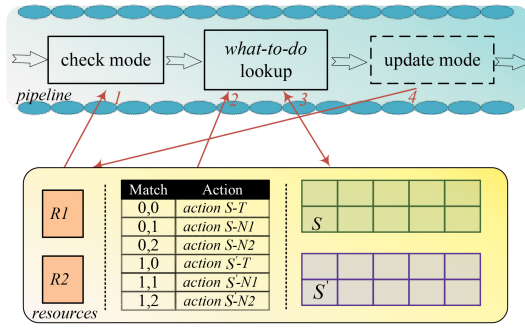 check mode
what-to-do
lookup
update mode
pipeline
1
2
3
4
R1
R2
resources
Match Action
0,0 action S-T
0,1 action S-N1
0,2 action S-N2
1,0 action S'-T
1,1 action S'-N1
1,2 action S'-N2
S
S'